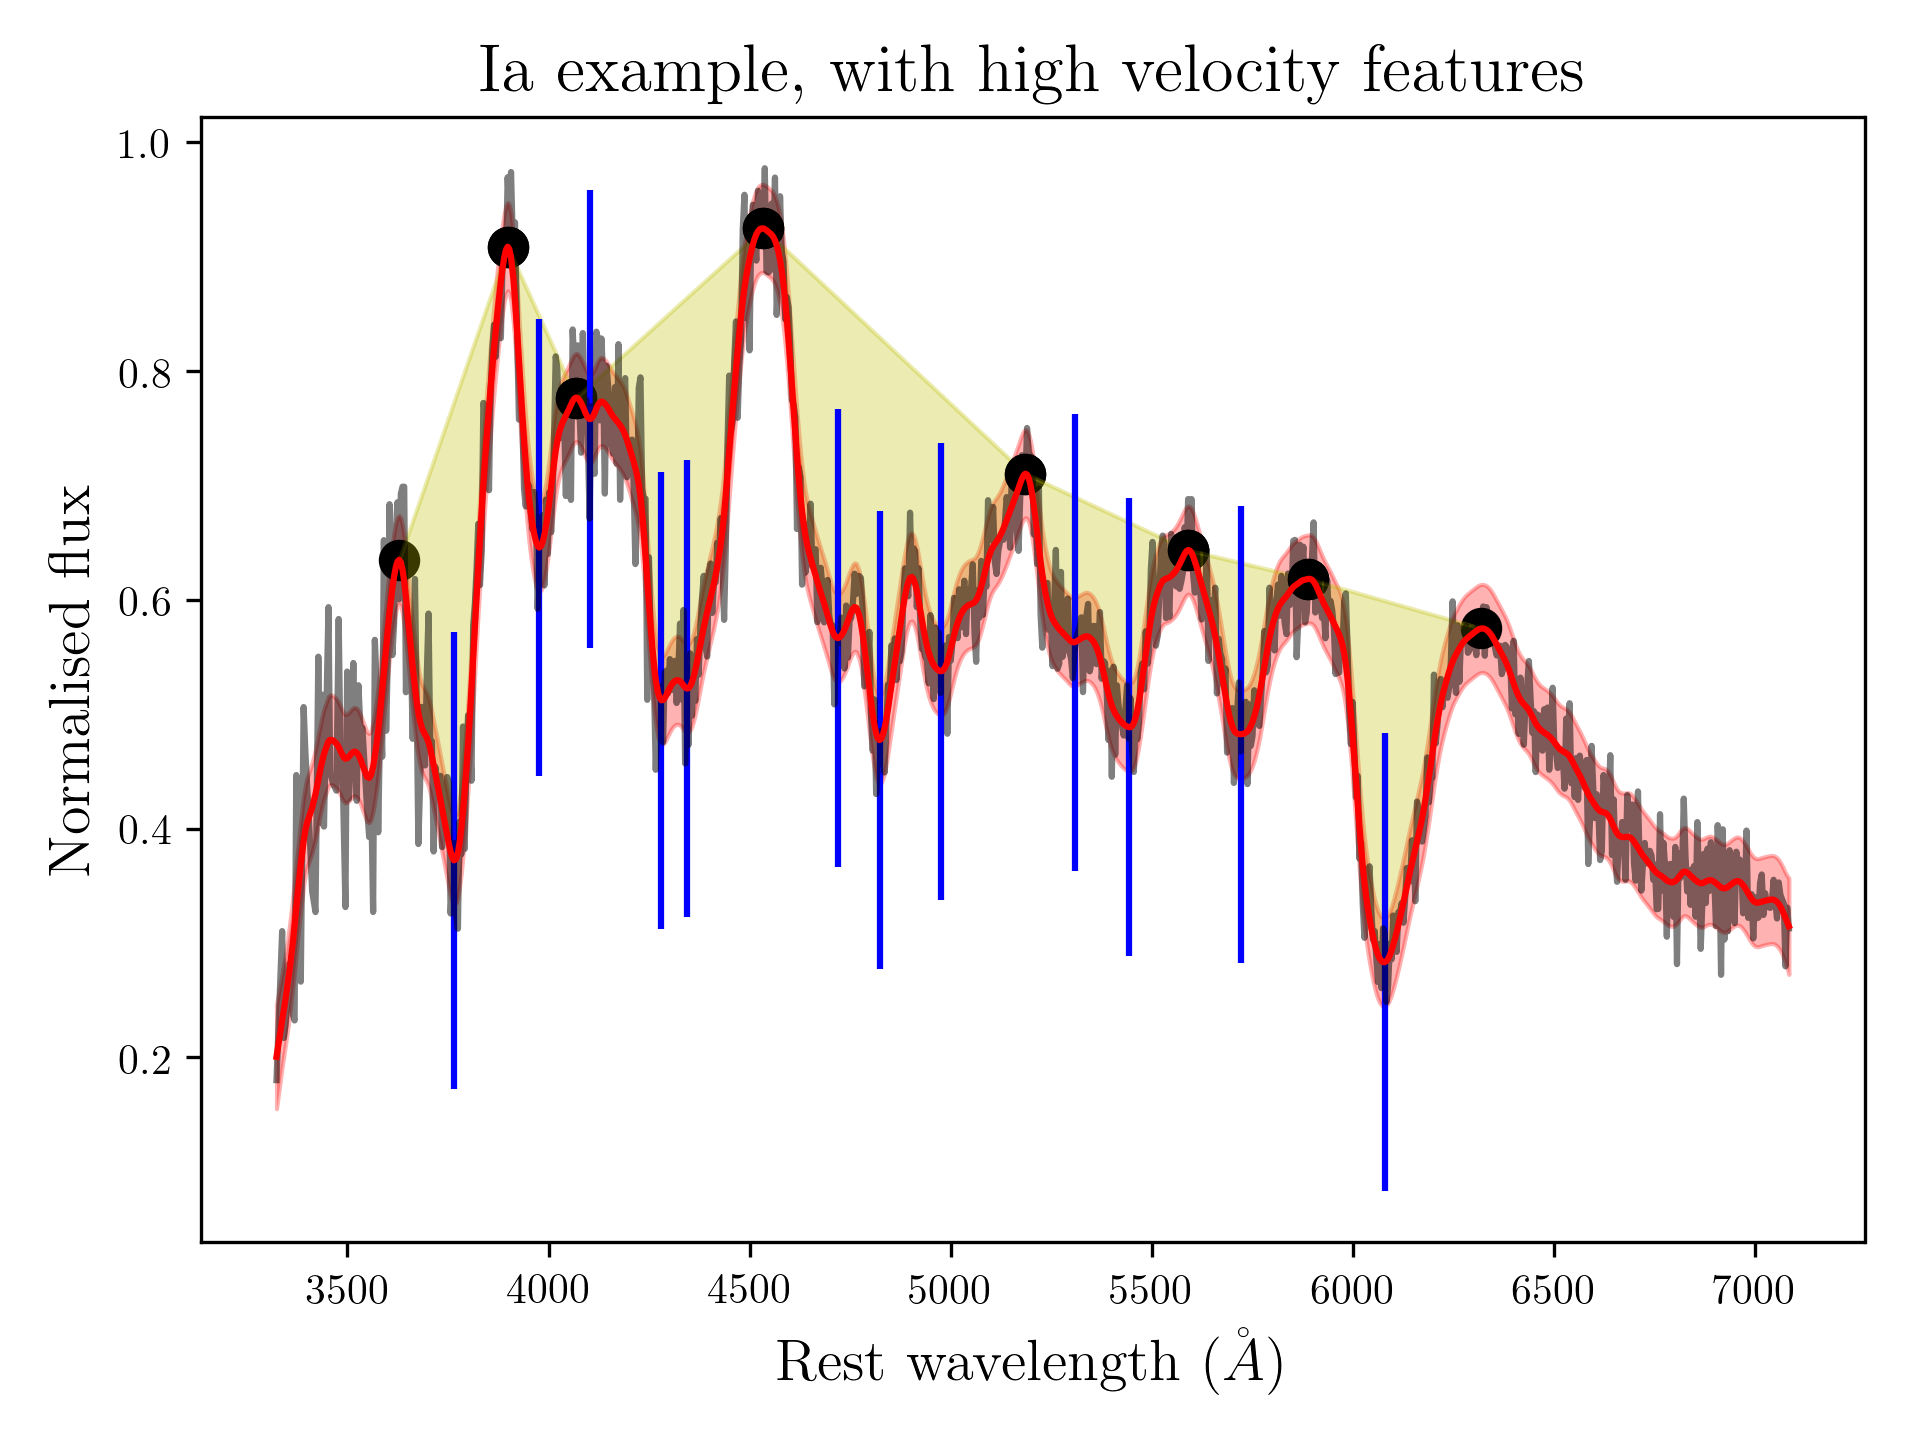 Ia example, with high velocity features
Normalised flux
1.0
0.8
0.6
0.4
0.2
3500 4000 4500 5000 5500 6000 6500 7000
Rest wavelength (Å)